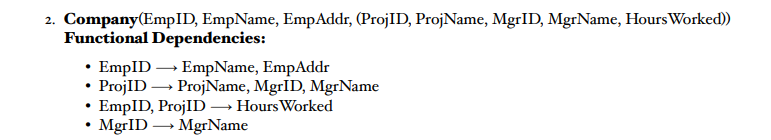 2. Company(EmpID, EmpName, EmpAddr, (ProjID, ProjName, MgrID, MgrName, HoursWorked))
Functional Dependencies:
• EmpID ⟶ EmpName, EmpAddr
• ProjID ⟶ ProjName, MgrID, MgrName
• EmpID, ProjID ⟶ HoursWorked
• MgrID ⟶ MgrName